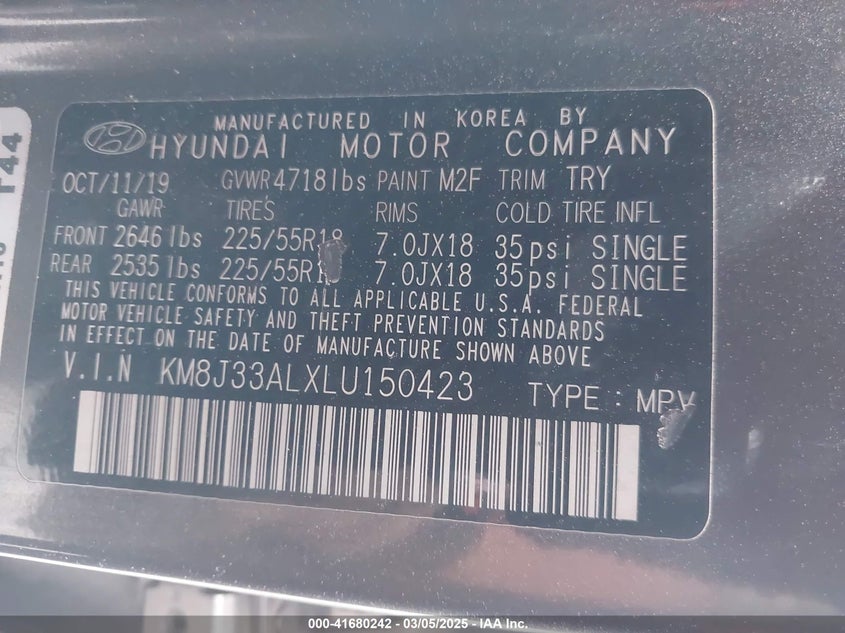 MANUFACTURED IN KOREA BY
HYUNDAI MOTOR COMPANY
OCT/11/19 GVWR 4718lbs PAINT M2F TRIM TRY
GAWR TIRES RIMS COLD TIRE INFL
FRONT 2646lbs 225/55R18 7.0JX18 35psi SINGLE
REAR 2535lbs 225/55R1 7.0JX18 35psi SINGLE
THIS VEHICLE CONFORMS TO ALL APPLICABLE U.S.A. FEDERAL
MOTOR VEHICLE SAFETY AND THEFT PREVENTION STANDARDS
IN EFFECT ON THE DATE OF MANUFACTURE SHOWN ABOVE
V.I.N KM8J33ALXLU150423 TYPE : MPV
T44
000-41680242 - 03/05/2025 - IAA Inc.